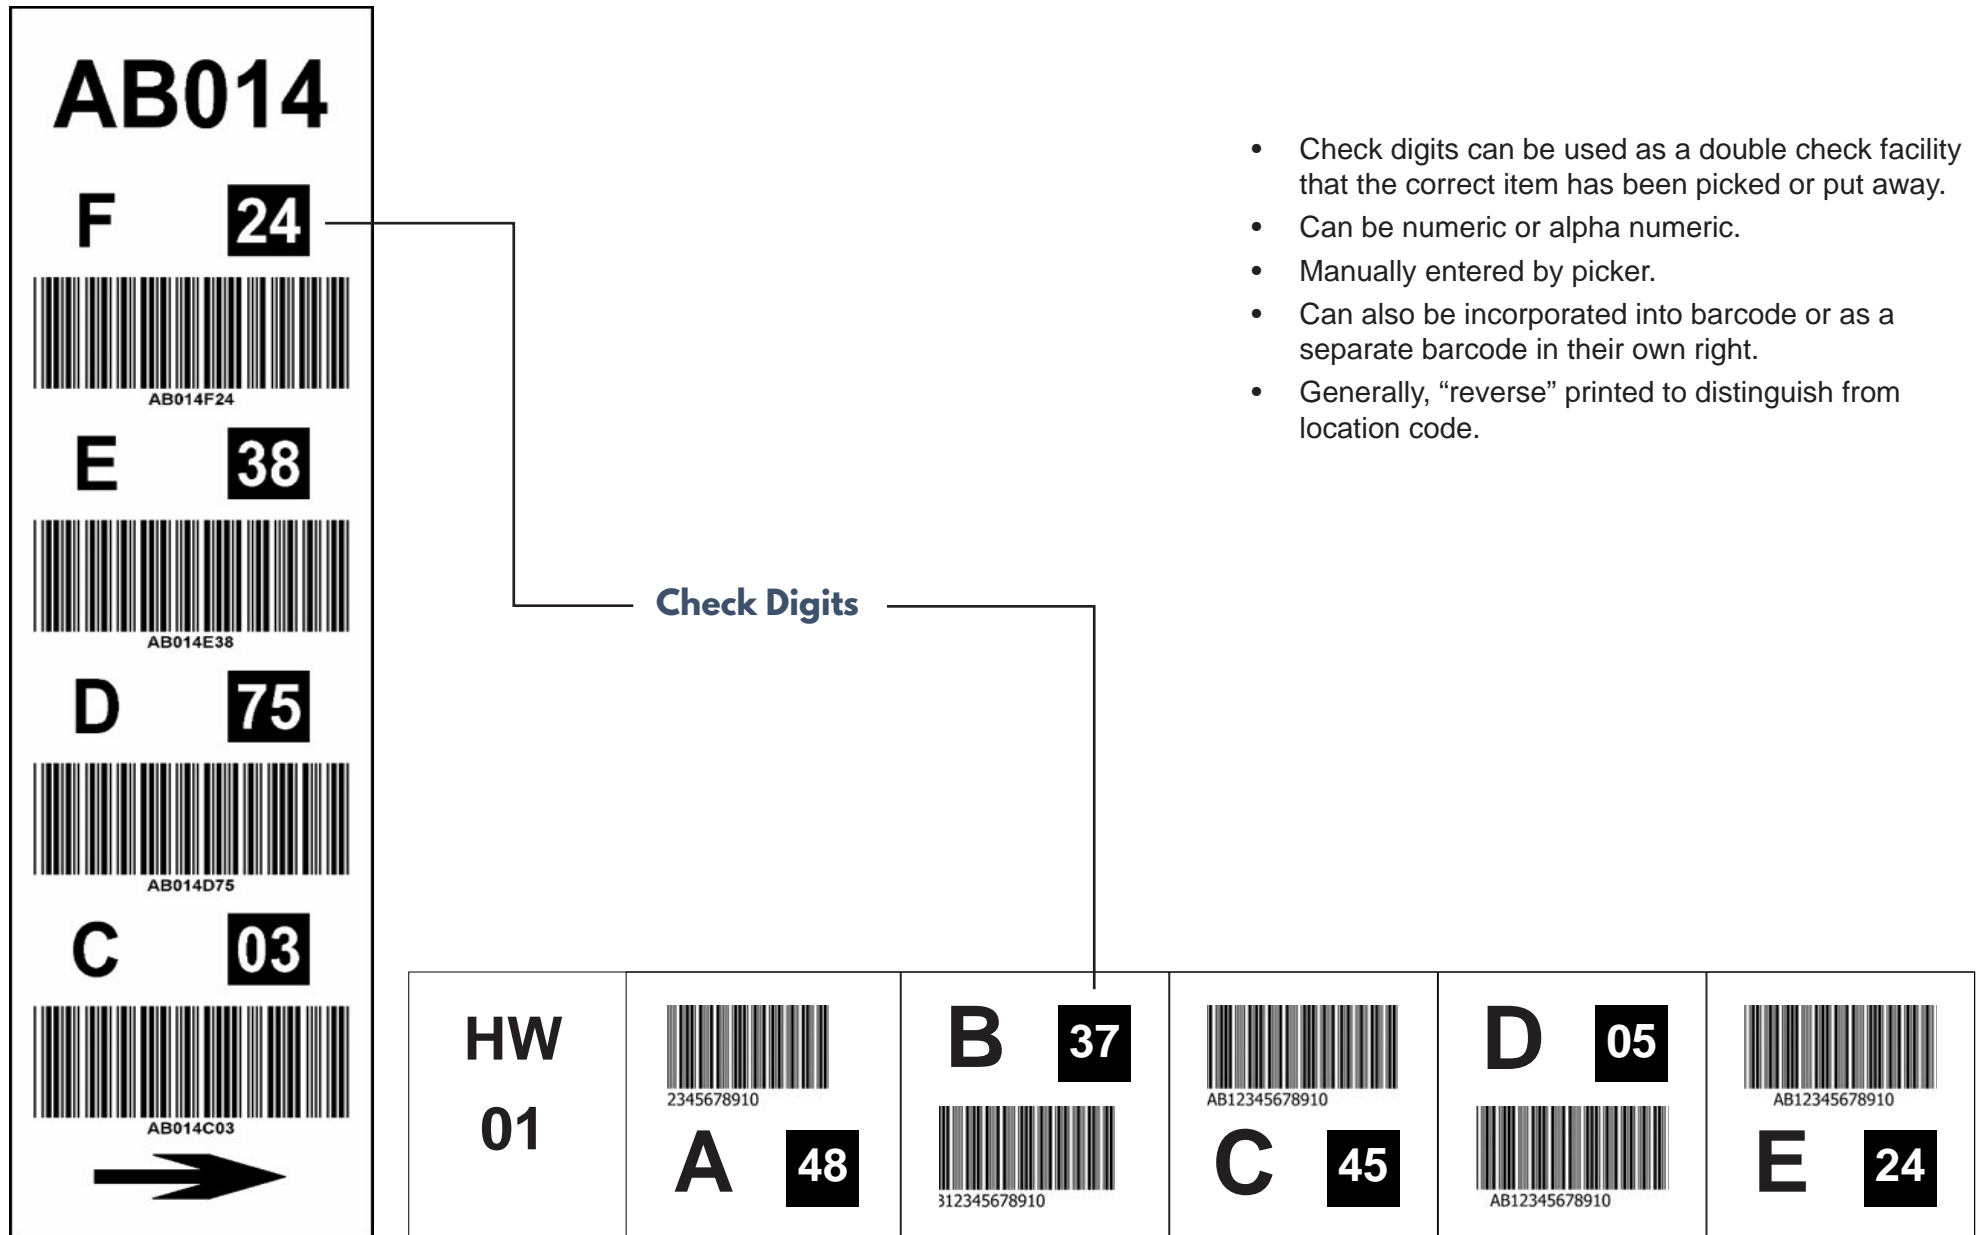 AB014
F 24
AB014F24
E 38
AB014E38
D 75
AB014D75
C 03
AB014C03
• Check digits can be used as a double check facility
that the correct item has been picked or put away.
• Can be numeric or alpha numeric.
• Manually entered by picker.
• Can also be incorporated into barcode or as a
separate barcode in their own right.
• Generally, “reverse” printed to distinguish from
location code.
Check Digits
HW
01
2345678910
A 48
B 37
312345678910
AB12345678910
C 45
D 05
AB12345678910
AB12345678910
E 24